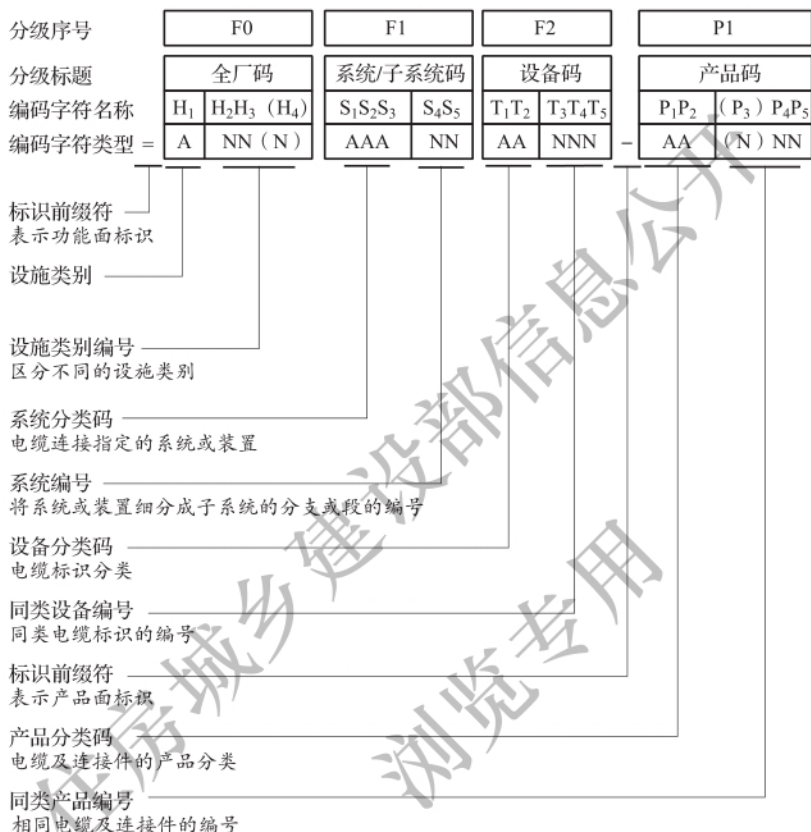 分级序号 F0 F1 F2 P1
分级标题 全厂码 系统/子系统码 设备码 产品码
编码字符名称 H₁ H₂H₃（H₄） S₁S₂S₃ S₄S₅ T₁T₂ T₃T₄T₅ P₁P₂ （P₃）P₄P₅
编码字符类型 = A NN（N） AAA NN AA NNN - AA （N）NN
标识前缀符
表示功能面标识
设施类别
设施类别编号
区分不同的设施类别
系统分类码
电缆连接指定的系统或装置
系统编号
将系统或装置细分成子系统的分支或段的编号
设备分类码
电缆标识分类
同类设备编号
同类电缆标识的编号
标识前缀符
表示产品面标识
产品分类码
电缆及连接件的产品分类
同类产品编号
相同电缆及连接件的编号
住房城乡建设部信息公开
浏览专用